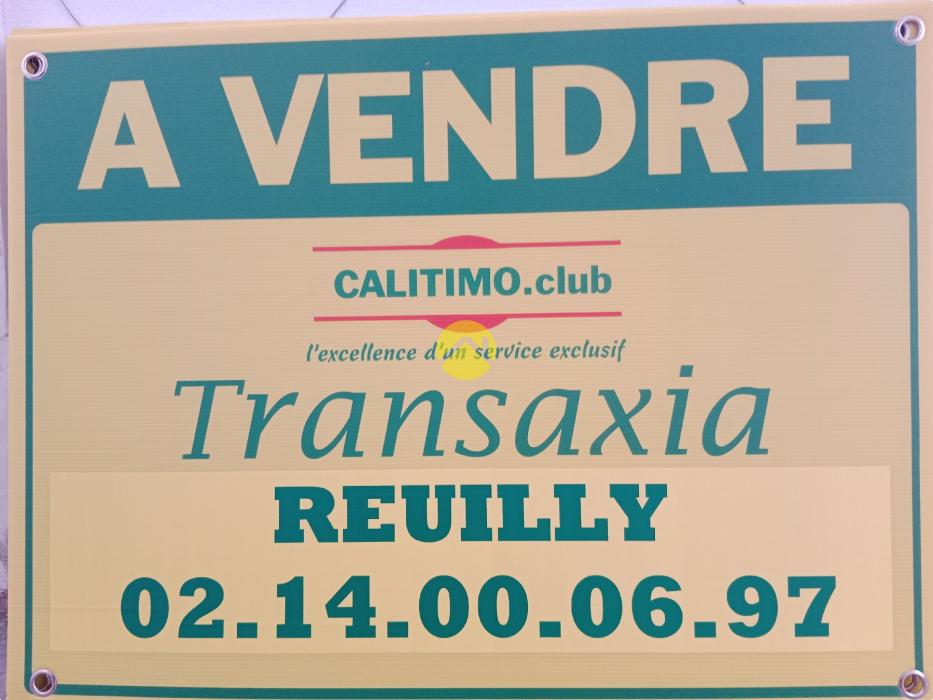 A VENDRE
CALITIMO.club
l'excellence d'un service exclusif
Transaxia
REUILLY
02.14.00.06.97